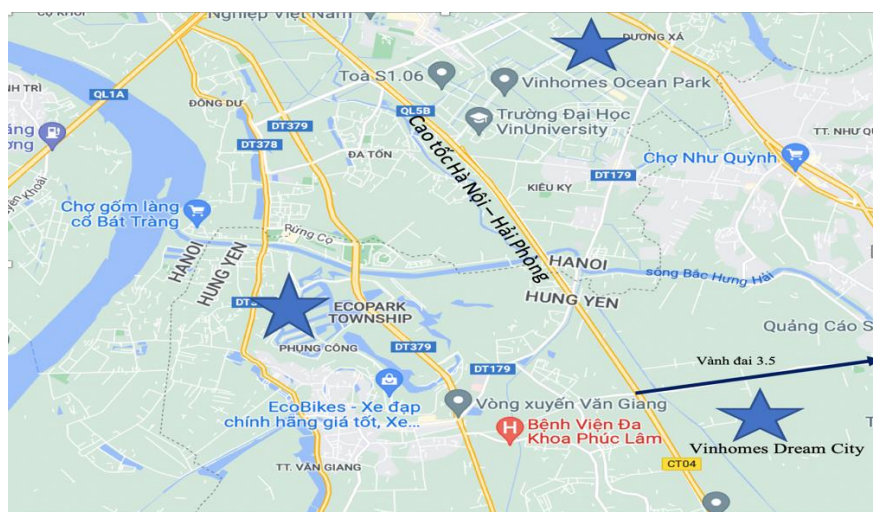 Nghiệp Việt Nam
DƯƠNG XÁ
Toà S1.06
Vinhomes Ocean Park
QL1A
ĐÔNG DƯ
QL5B
Trường Đại Học
VinUniversity
TT. NHƯ
DT379
DT378
Cao tốc Hà Nội – Hải Phòng
ĐA TỐN
DT179
Chợ Như Quỳnh
KIÊU KỴ
Chợ gốm làng
cổ Bát Tràng
Rừng Cọ
HANOI
HUNG YEN
HANOI
HUNG YEN
sông Bắc Hưng Hải
ECOPARK
TOWNSHIP
Quảng Cáo
PHỤNG CÔNG
DT379
DT179
Vành đai 3.5
EcoBikes - Xe đạp
chính hãng giá tốt, Xe...
Vòng xuyến Văn Giang
Bệnh Viện Đa
Khoa Phúc Lâm
Vinhomes Dream City
TT. VĂN GIANG
CT04